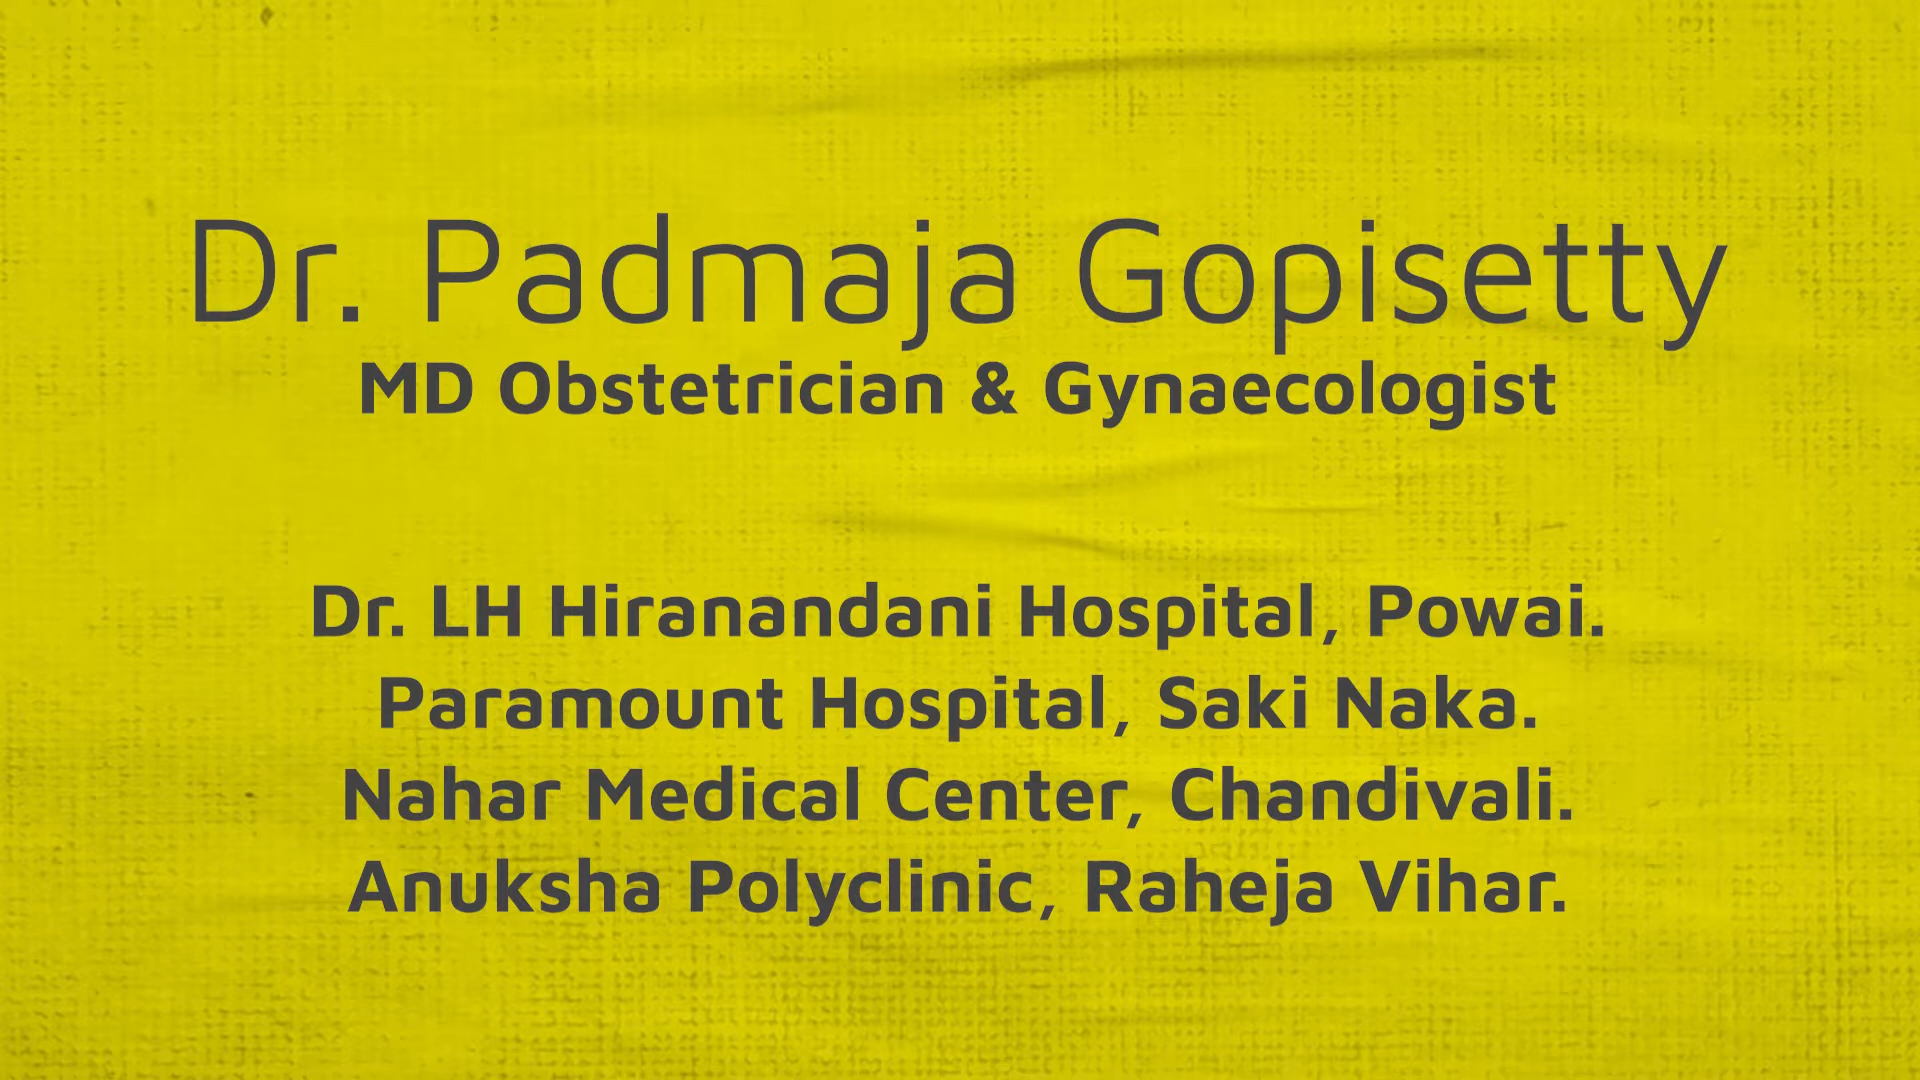 Dr. Padmaja Gopisetty
MD Obstetrician & Gynaecologist
Dr. LH Hiranandani Hospital, Powai.
Paramount Hospital, Saki Naka.
Nahar Medical Center, Chandivali.
Anuksha Polyclinic, Raheja Vihar.